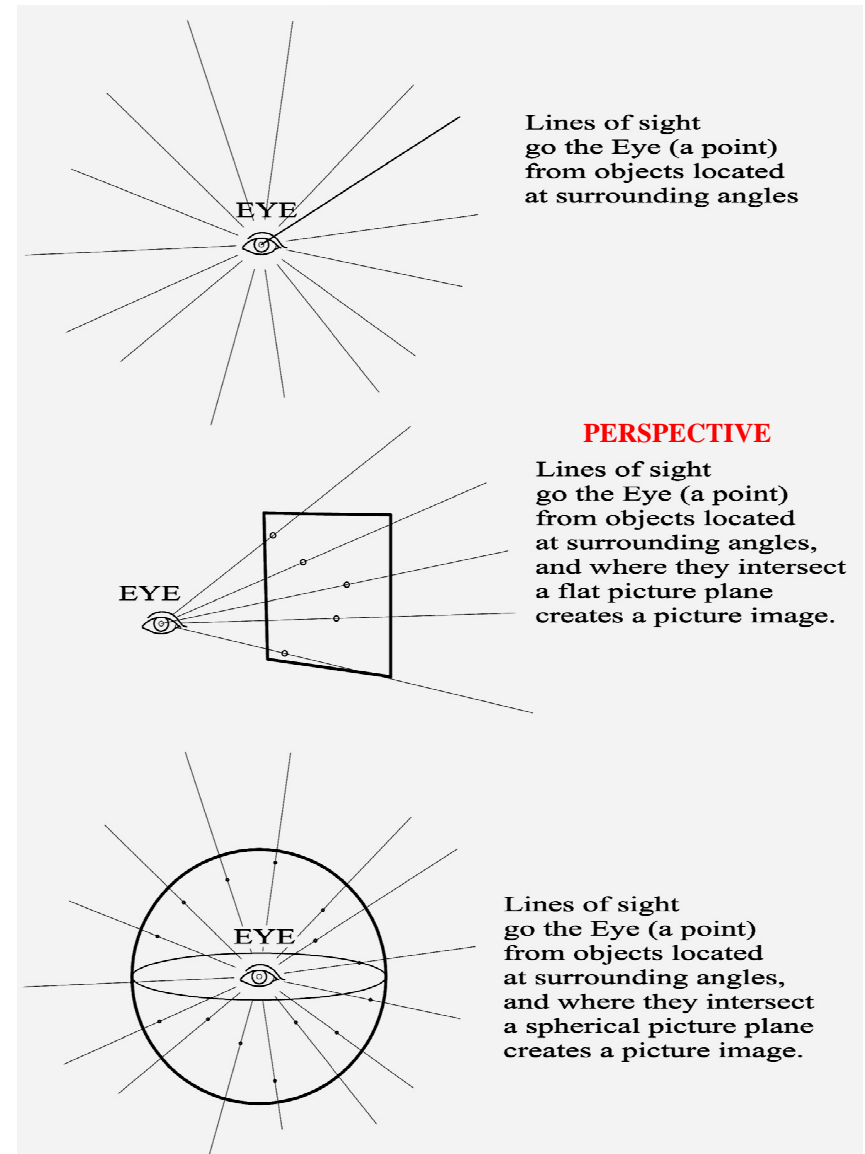 Lines of sight
go the Eye (a point)
from objects located
at surrounding angles
EYE
PERSPECTIVE
Lines of sight
go the Eye (a point)
from objects located
at surrounding angles,
and where they intersect
a flat picture plane
creates a picture image.
EYE
Lines of sight
go the Eye (a point)
from objects located
at surrounding angles,
and where they intersect
a spherical picture plane
creates a picture image.
EYE